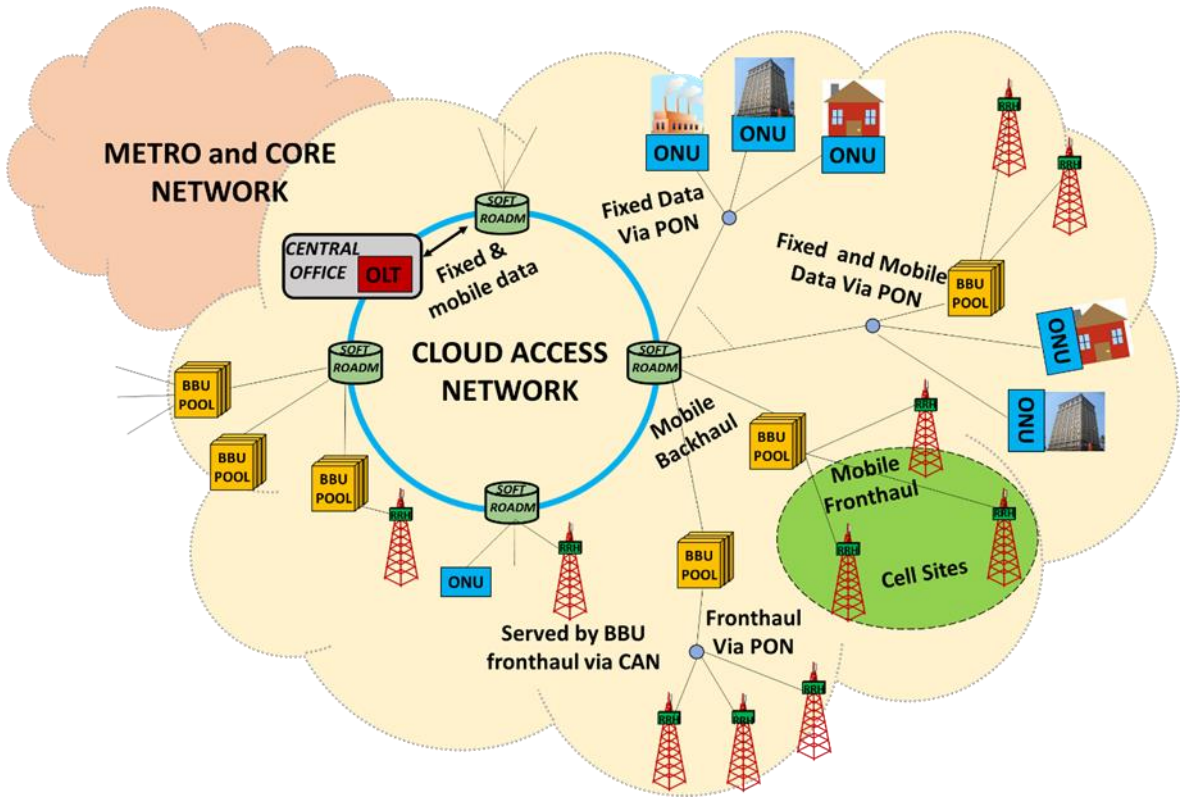 METRO and CORE
NETWORK
ONU
ONU
ONU
RRH
RRH
SOFT
ROADM
Fixed Data
Via PON
CENTRAL
OFFICE
OLT
Fixed &
mobile data
Fixed and Mobile
Data Via PON
BBU
POOL
ONU
SOFT
ROADM
CLOUD ACCESS
NETWORK
SOFT
ROADM
BBU
POOL
RRH
ONU
Mobile
Backhaul
BBU
POOL
BBU
POOL
BBU
POOL
Mobile
Fronthaul
SOFT
ROADM
RRH
RRH
RRH
RRH
BBU
POOL
ONU
Cell Sites
Served by BBU
fronthaul via CAN
Fronthaul
Via PON
RRH
RRH
RRH